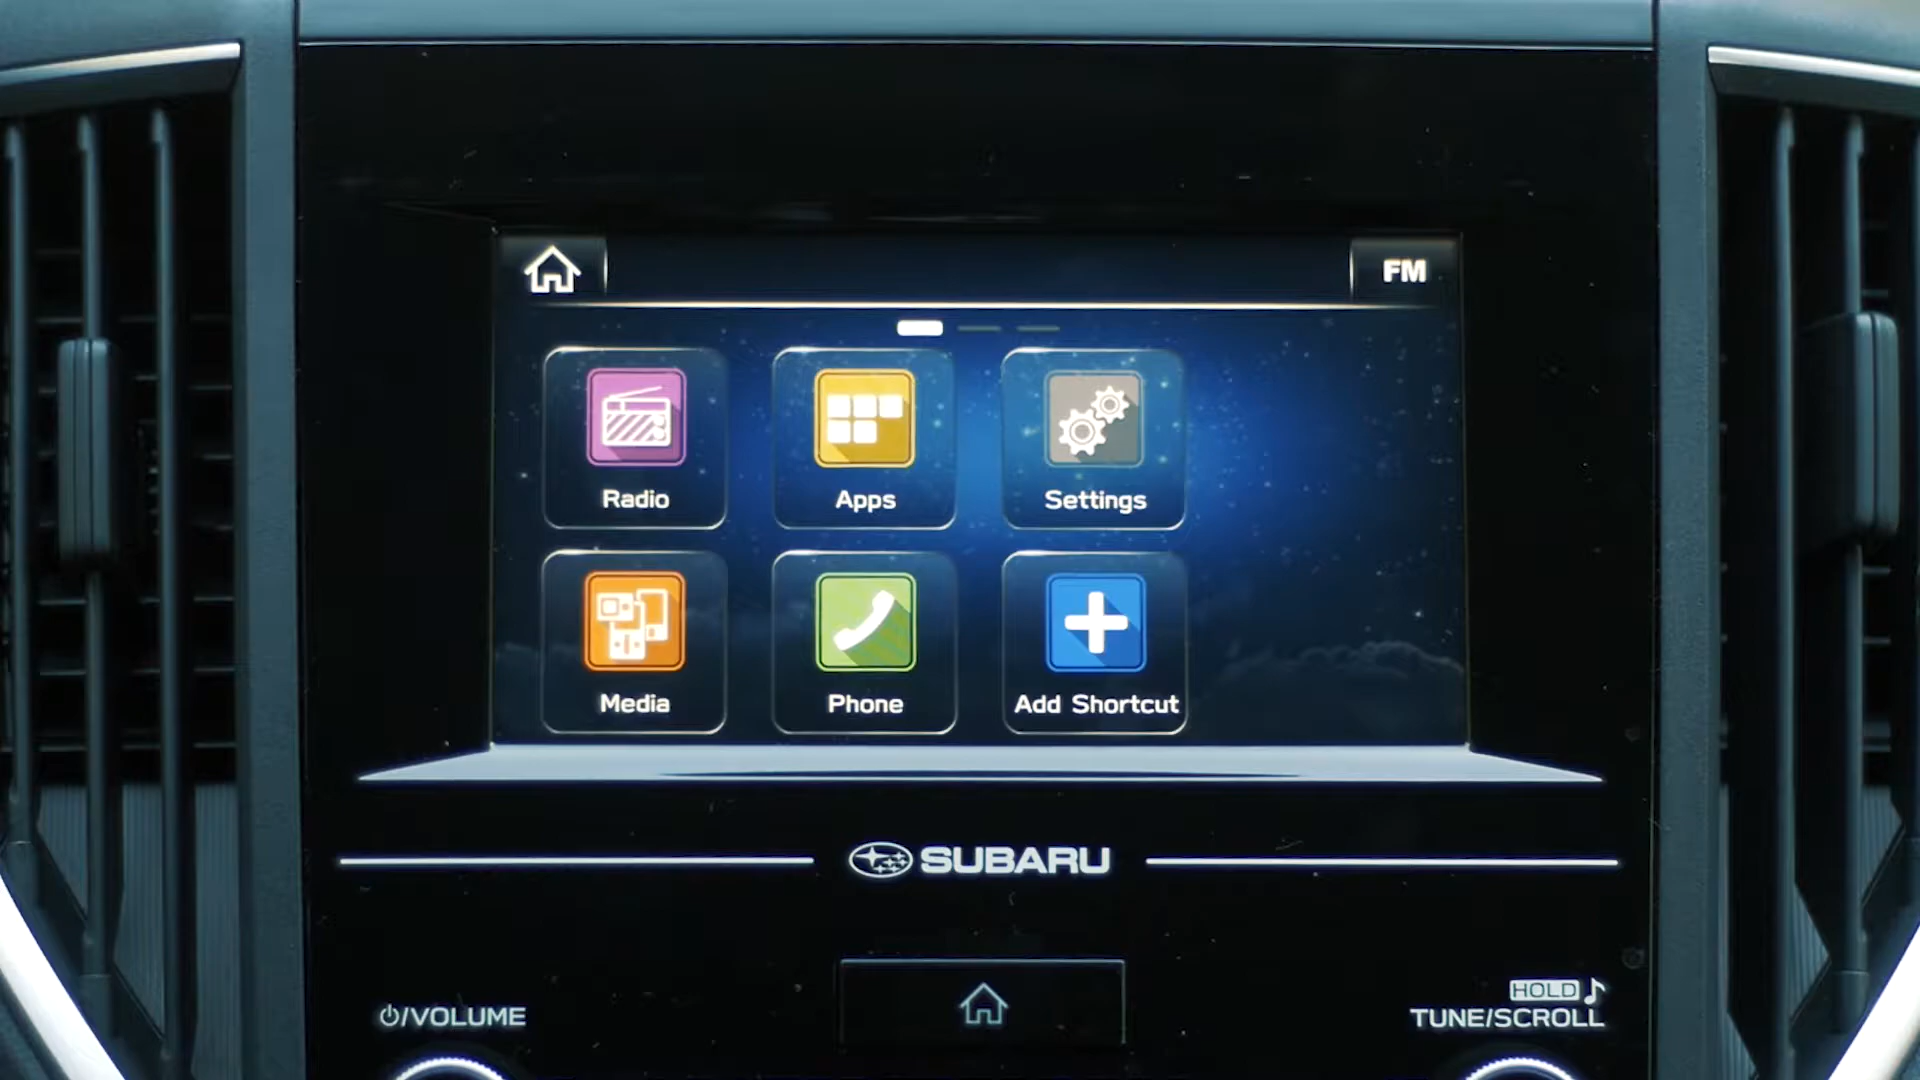 FM
Radio
Apps
Settings
Media
Phone
Add Shortcut
SUBARU
HOLD
/VOLUME
TUNE/SCROLL